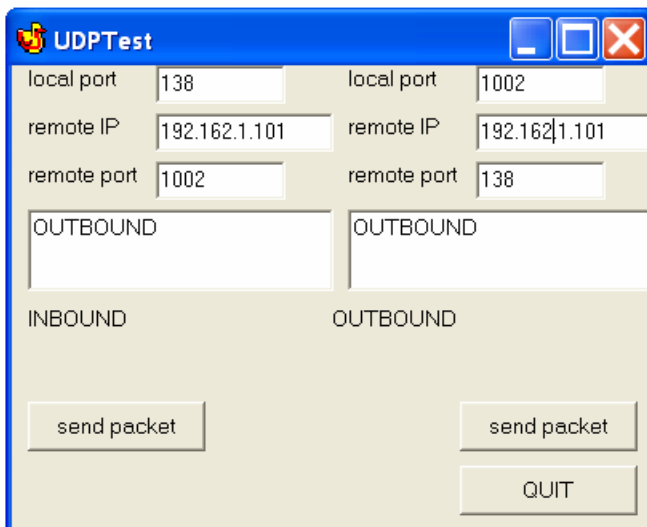 UDPTest
local port 138 local port 1002
remote IP 192.162.1.101 remote IP 192.162.1.101
remote port 1002 remote port 138
OUTBOUND OUTBOUND
INBOUND OUTBOUND
send packet send packet
QUIT